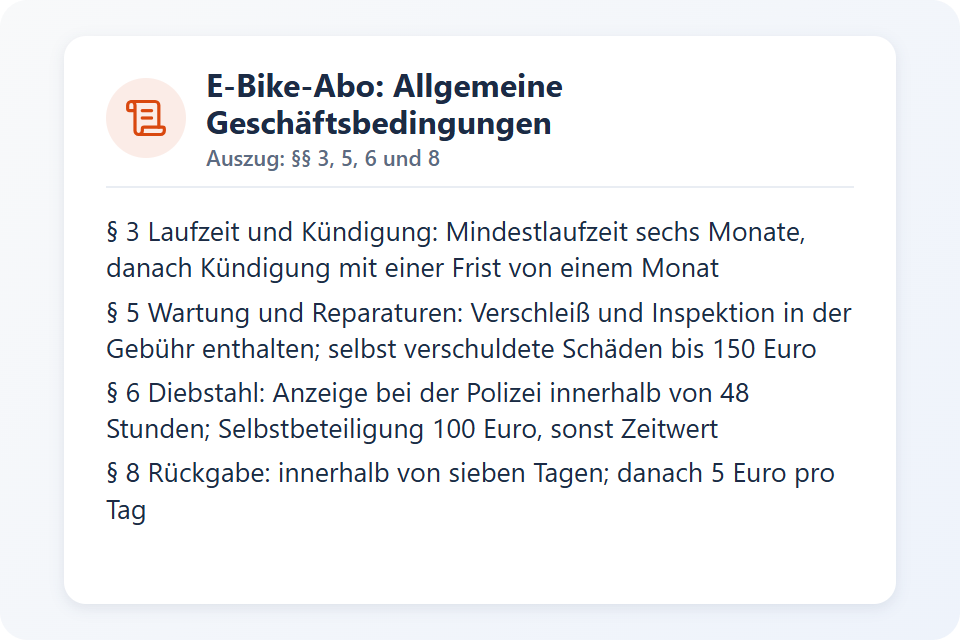 E-Bike-Abo: Allgemeine
Geschäftsbedingungen
Auszug: §§ 3, 5, 6 und 8
§ 3 Laufzeit und Kündigung: Mindestlaufzeit sechs Monate,
danach Kündigung mit einer Frist von einem Monat
§ 5 Wartung und Reparaturen: Verschleiß und Inspektion in der
Gebühr enthalten; selbst verschuldete Schäden bis 150 Euro
§ 6 Diebstahl: Anzeige bei der Polizei innerhalb von 48
Stunden; Selbstbeteiligung 100 Euro, sonst Zeitwert
§ 8 Rückgabe: innerhalb von sieben Tagen; danach 5 Euro pro
Tag